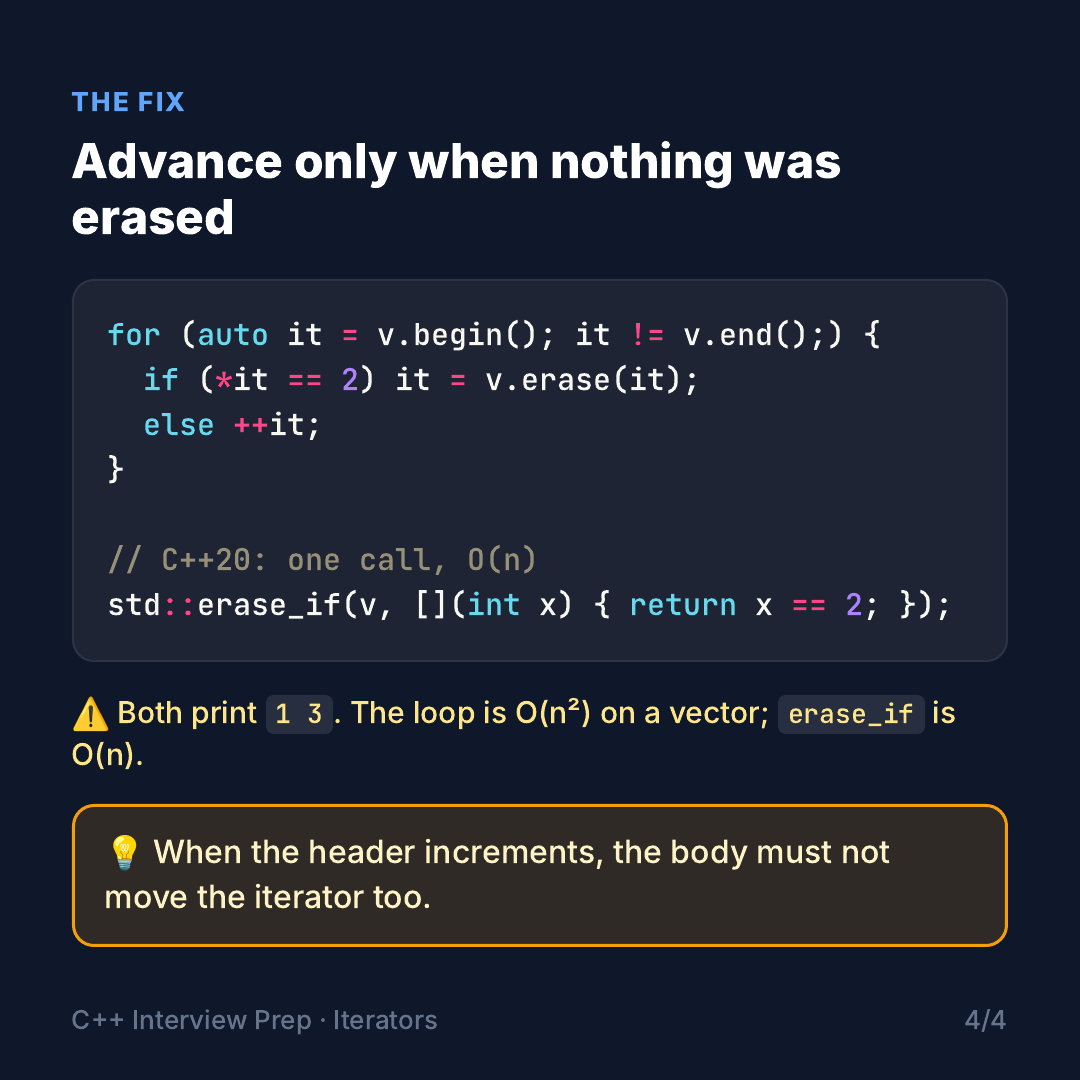 THE FIX
Advance only when nothing was
erased
for (auto it = v.begin(); it != v.end();) {
  if (*it == 2) it = v.erase(it);
  else ++it;
}
// C++20: one call, O(n)
std::erase_if(v, [](int x) { return x == 2; });
⚠️ Both print 1 3. The loop is O(n²) on a vector; erase_if is
O(n).
💡 When the header increments, the body must not
move the iterator too.
C++ Interview Prep · Iterators
4/4